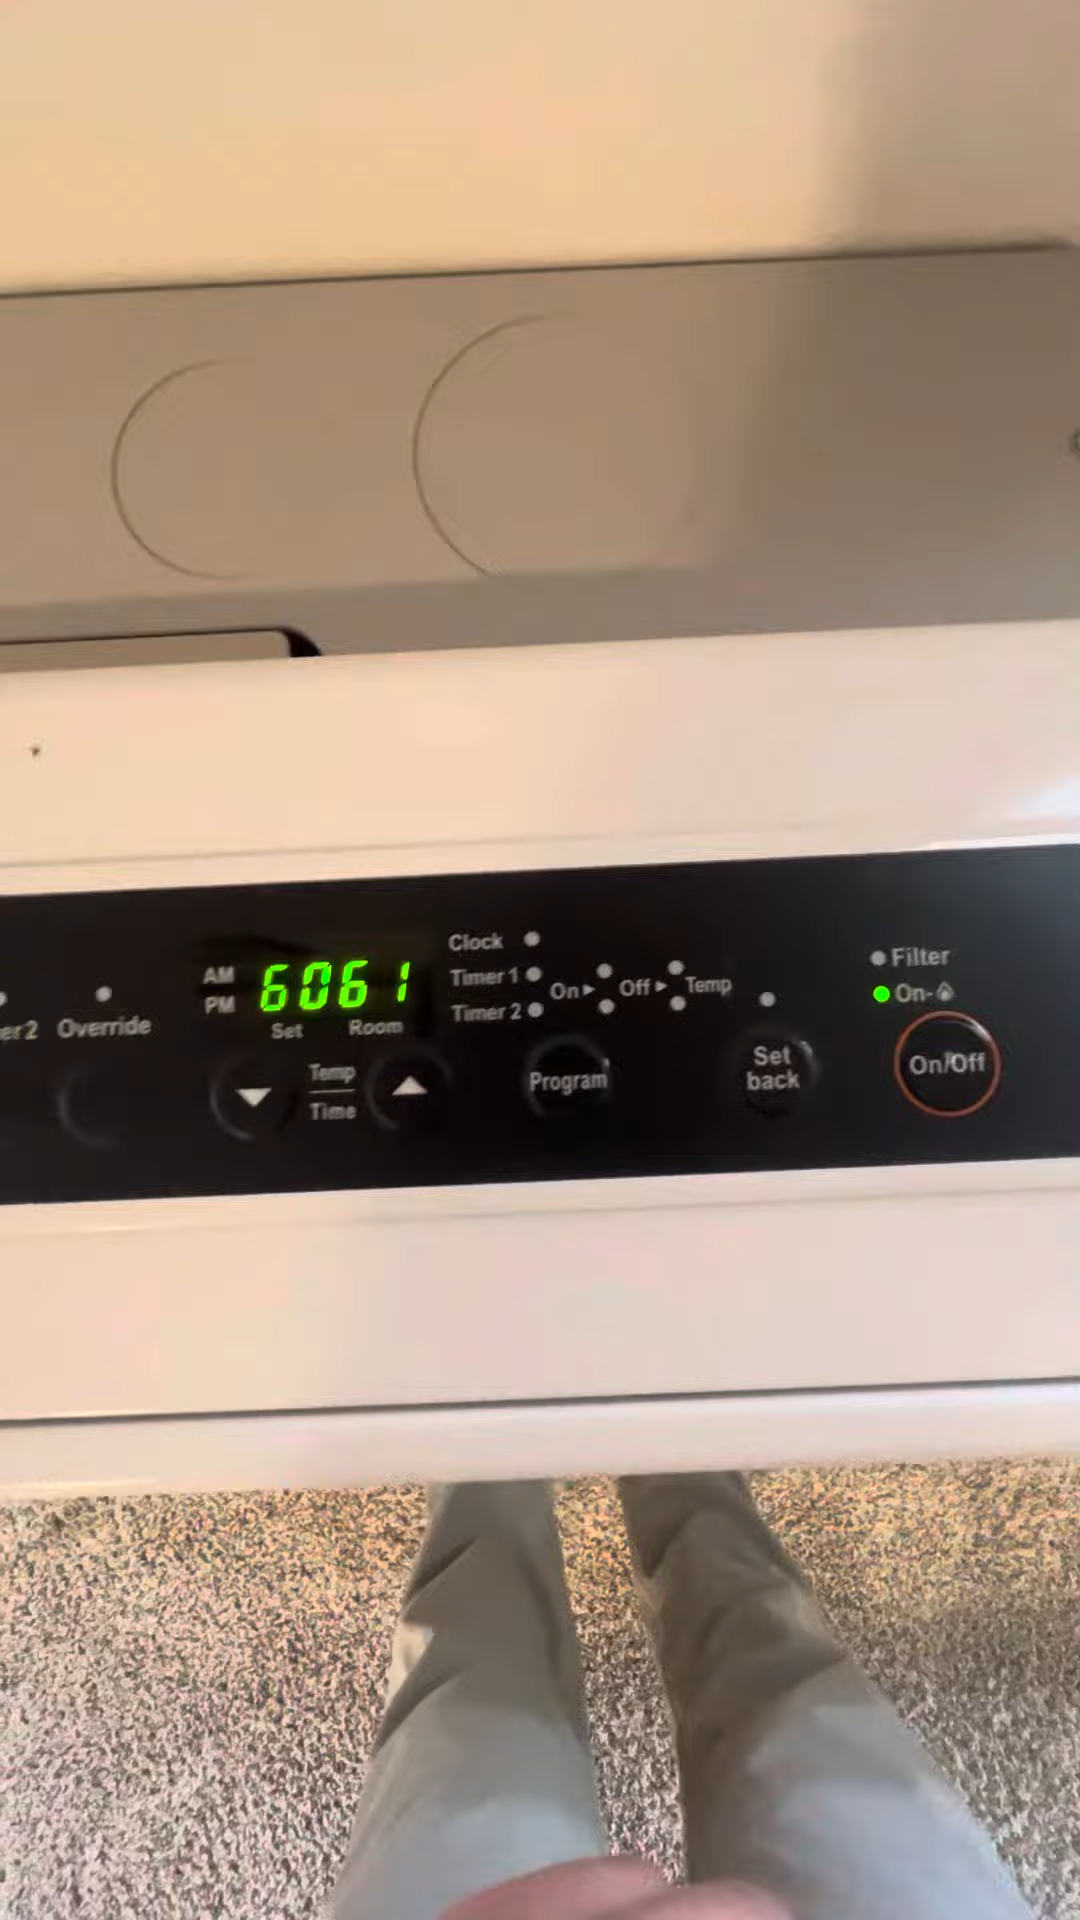 er2
Override
AM
PM
6061
Set Room
Temp
Time
Clock
Timer 1
Timer 2
On▸
Off▸
Temp
Program
Set
back
Filter
On-
On/Off